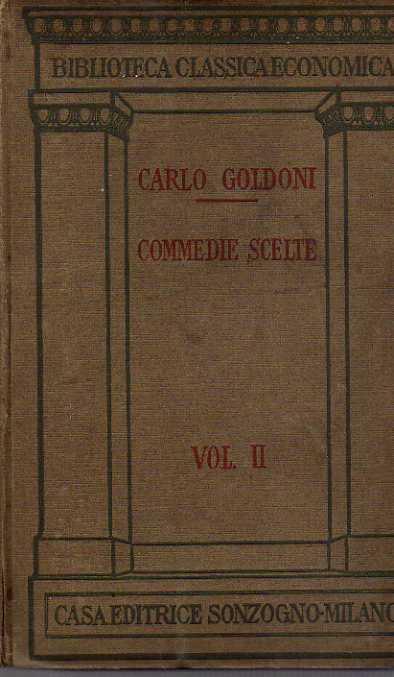 BIBLIOTECA CLASSICA ECONOMICA
CARLO GOLDONI
COMMEDIE SCELTE
VOL. II
CASA EDITRICE SONZOGNO-MILANO